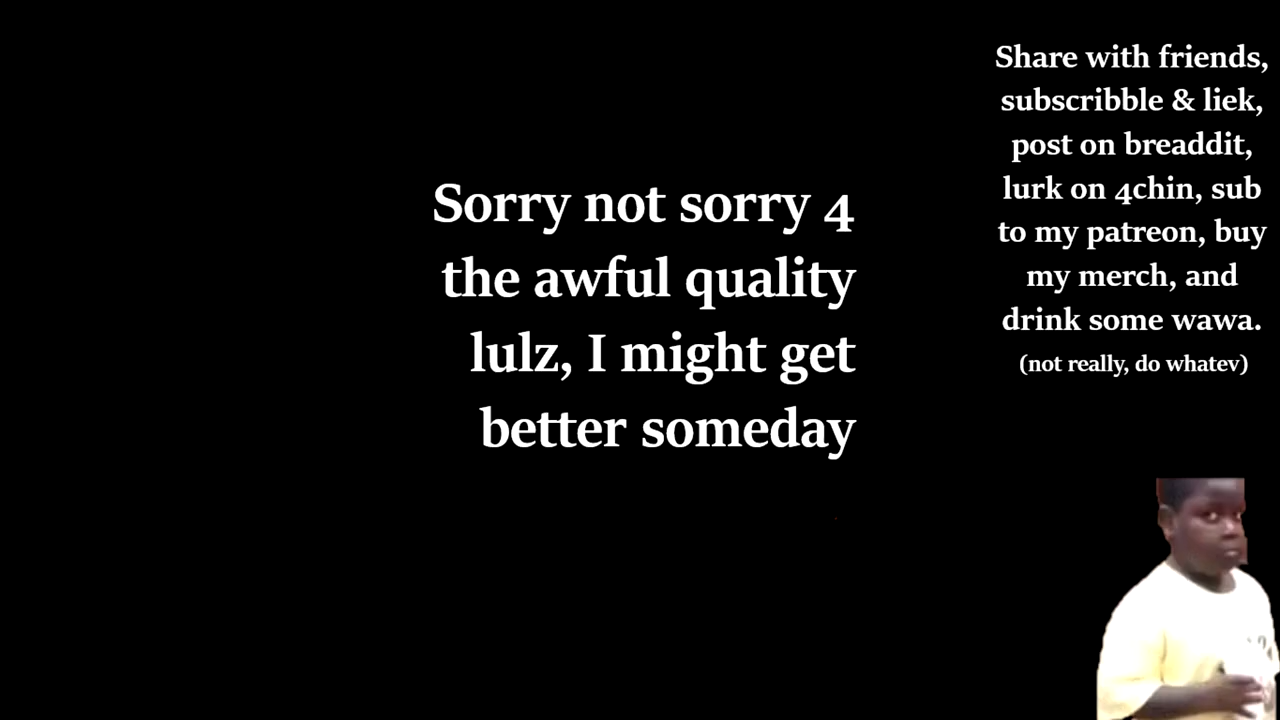 Sorry not sorry 4
the awful quality
lulz, I might get
better someday
Share with friends,
subscribble & liek,
post on breaddit,
lurk on 4chin, sub
to my patreon, buy
my merch, and
drink some wawa.
(not really, do whatev)